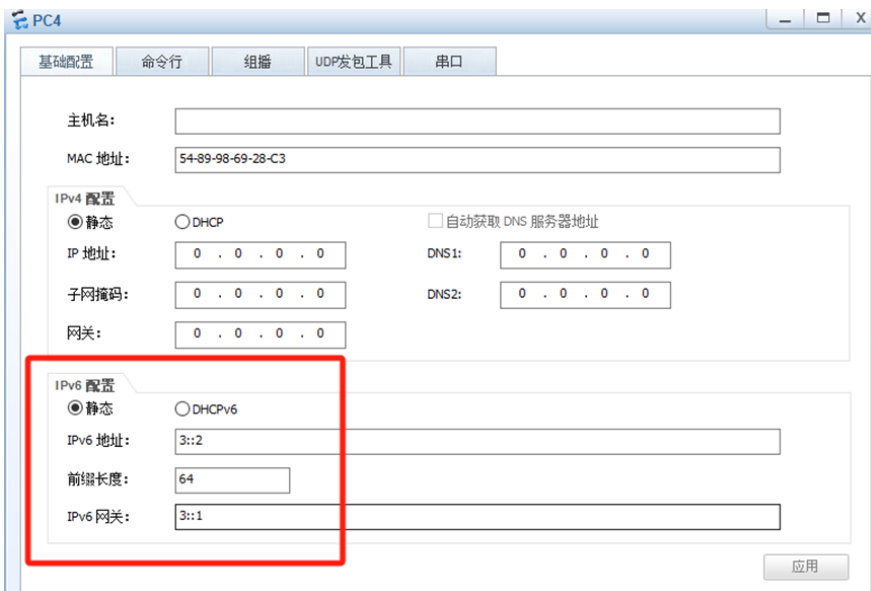 PC4
基础配置 命令行 组播 UDP发包工具 串口
主机名:
MAC 地址: 54-89-98-69-28-C3
IPv4 配置
静态 DHCP 自动获取 DNS 服务器地址
IP 地址: 0 . 0 . 0 . 0 DNS1: 0 . 0 . 0 . 0
子网掩码: 0 . 0 . 0 . 0 DNS2: 0 . 0 . 0 . 0
网关: 0 . 0 . 0 . 0
IPv6 配置
静态 DHCPv6
IPv6 地址: 3::2
前缀长度: 64
IPv6 网关: 3::1
应用